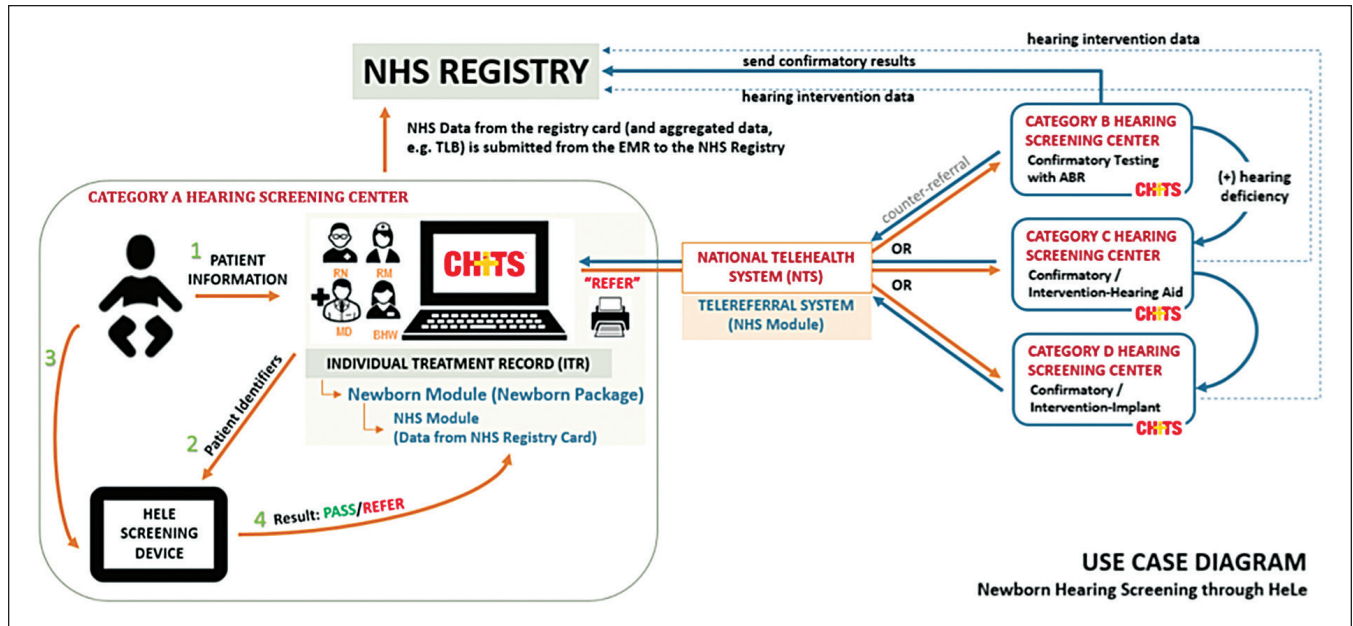 hearing intervention data
send confirmatory results
hearing intervention data
NHS REGISTRY
NHS Data from the registry card (and aggregated data,
e.g. TLB) is submitted from the EMR to the NHS Registry
CATEGORY A HEARING SCREENING CENTER
1
PATIENT
INFORMATION
RN
RM
MD
BHW
CHITS
"REFER"
INDIVIDUAL TREATMENT RECORD (ITR)
Newborn Module (Newborn Package)
NHS Module
(Data from NHS Registry Card)
2
Patient Identifiers
3
HELE
SCREENING
DEVICE
4 Result: PASS/REFER
NATIONAL TELEHEALTH
SYSTEM (NTS)
TELEREFERRAL SYSTEM
(NHS Module)
counter-referral
OR
OR
CATEGORY B HEARING
SCREENING CENTER
Confirmatory Testing
with ABR
CHITS
(+) hearing
deficiency
CATEGORY C HEARING
SCREENING CENTER
Confirmatory /
Intervention-Hearing Aid
CHITS
CATEGORY D HEARING
SCREENING CENTER
Confirmatory /
Intervention-Implant
CHITS
USE CASE DIAGRAM
Newborn Hearing Screening through HeLe